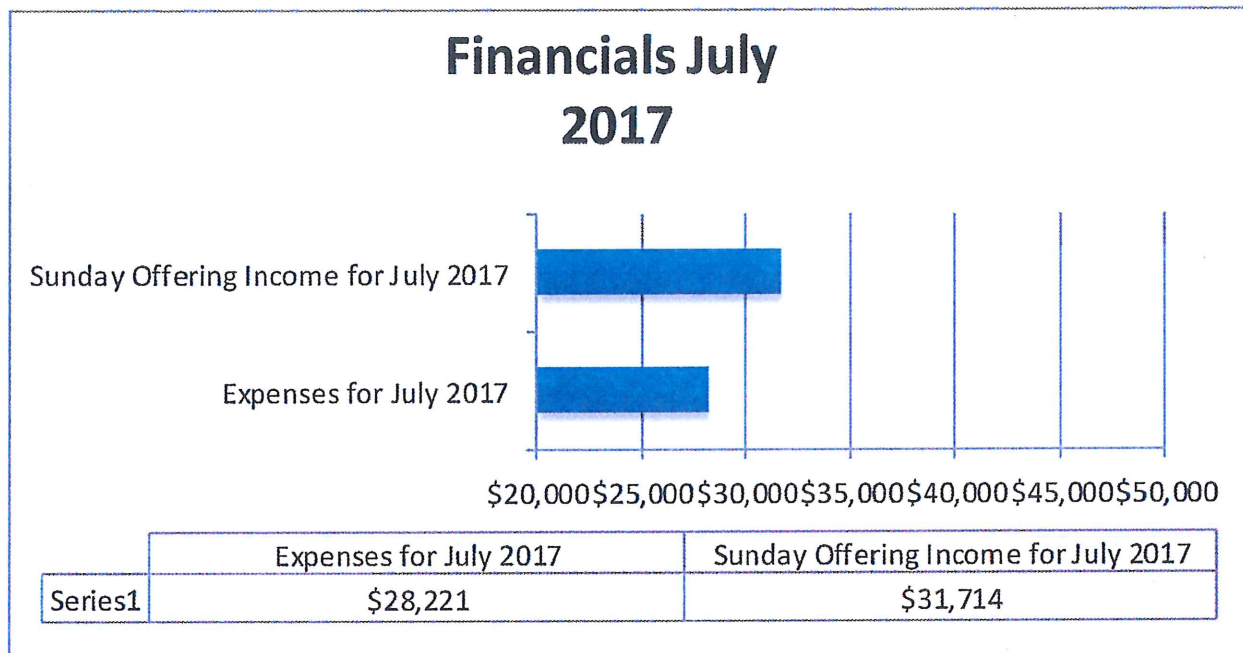 Financials July
2017
Sunday Offering Income for July 2017
Expenses for July 2017
$20,000 $25,000 $30,000 $35,000 $40,000 $45,000 $50,000
Expenses for July 2017 Sunday Offering Income for July 2017
Series1 $28,221 $31,714